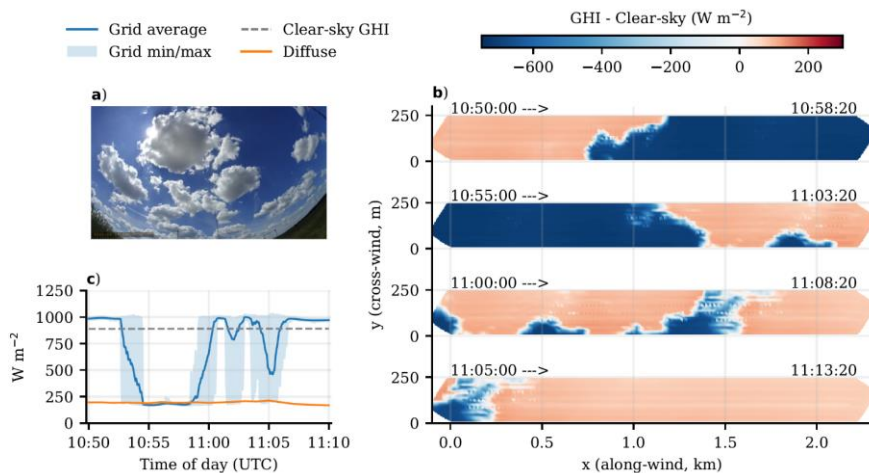 Grid average
Grid min/max
Clear-sky GHI
Diffuse
GHI - Clear-sky (W m⁻²)
−600 −400 −200 0 200
a)
b)
10:50:00 --->
10:58:20
250
0
10:55:00 --->
11:03:20
250
0
11:00:00 --->
11:08:20
250
0
11:05:00 --->
11:13:20
250
0
y (cross-wind, m)
0.0 0.5 1.0 1.5 2.0
x (along-wind, km)
c)
1250
1000
750
500
250
0
W m⁻²
10:50 10:55 11:00 11:05 11:10
Time of day (UTC)